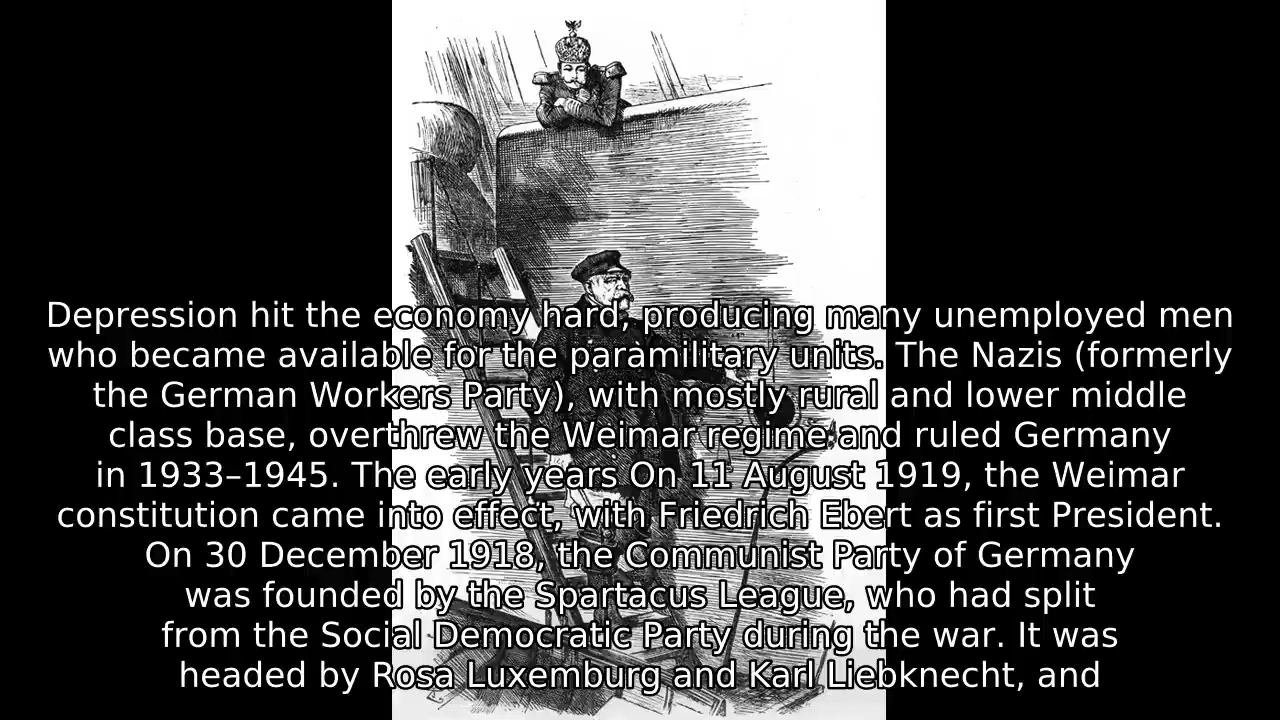 Depression hit the economy hard, producing many unemployed men
who became available for the paramilitary units. The Nazis (formerly
the German Workers Party), with mostly rural and lower middle
class base, overthrew the Weimar regime and ruled Germany
in 1933–1945. The early years On 11 August 1919, the Weimar
constitution came into effect, with Friedrich Ebert as first President.
On 30 December 1918, the Communist Party of Germany
was founded by the Spartacus League, who had split
from the Social Democratic Party during the war. It was
headed by Rosa Luxemburg and Karl Liebknecht, and